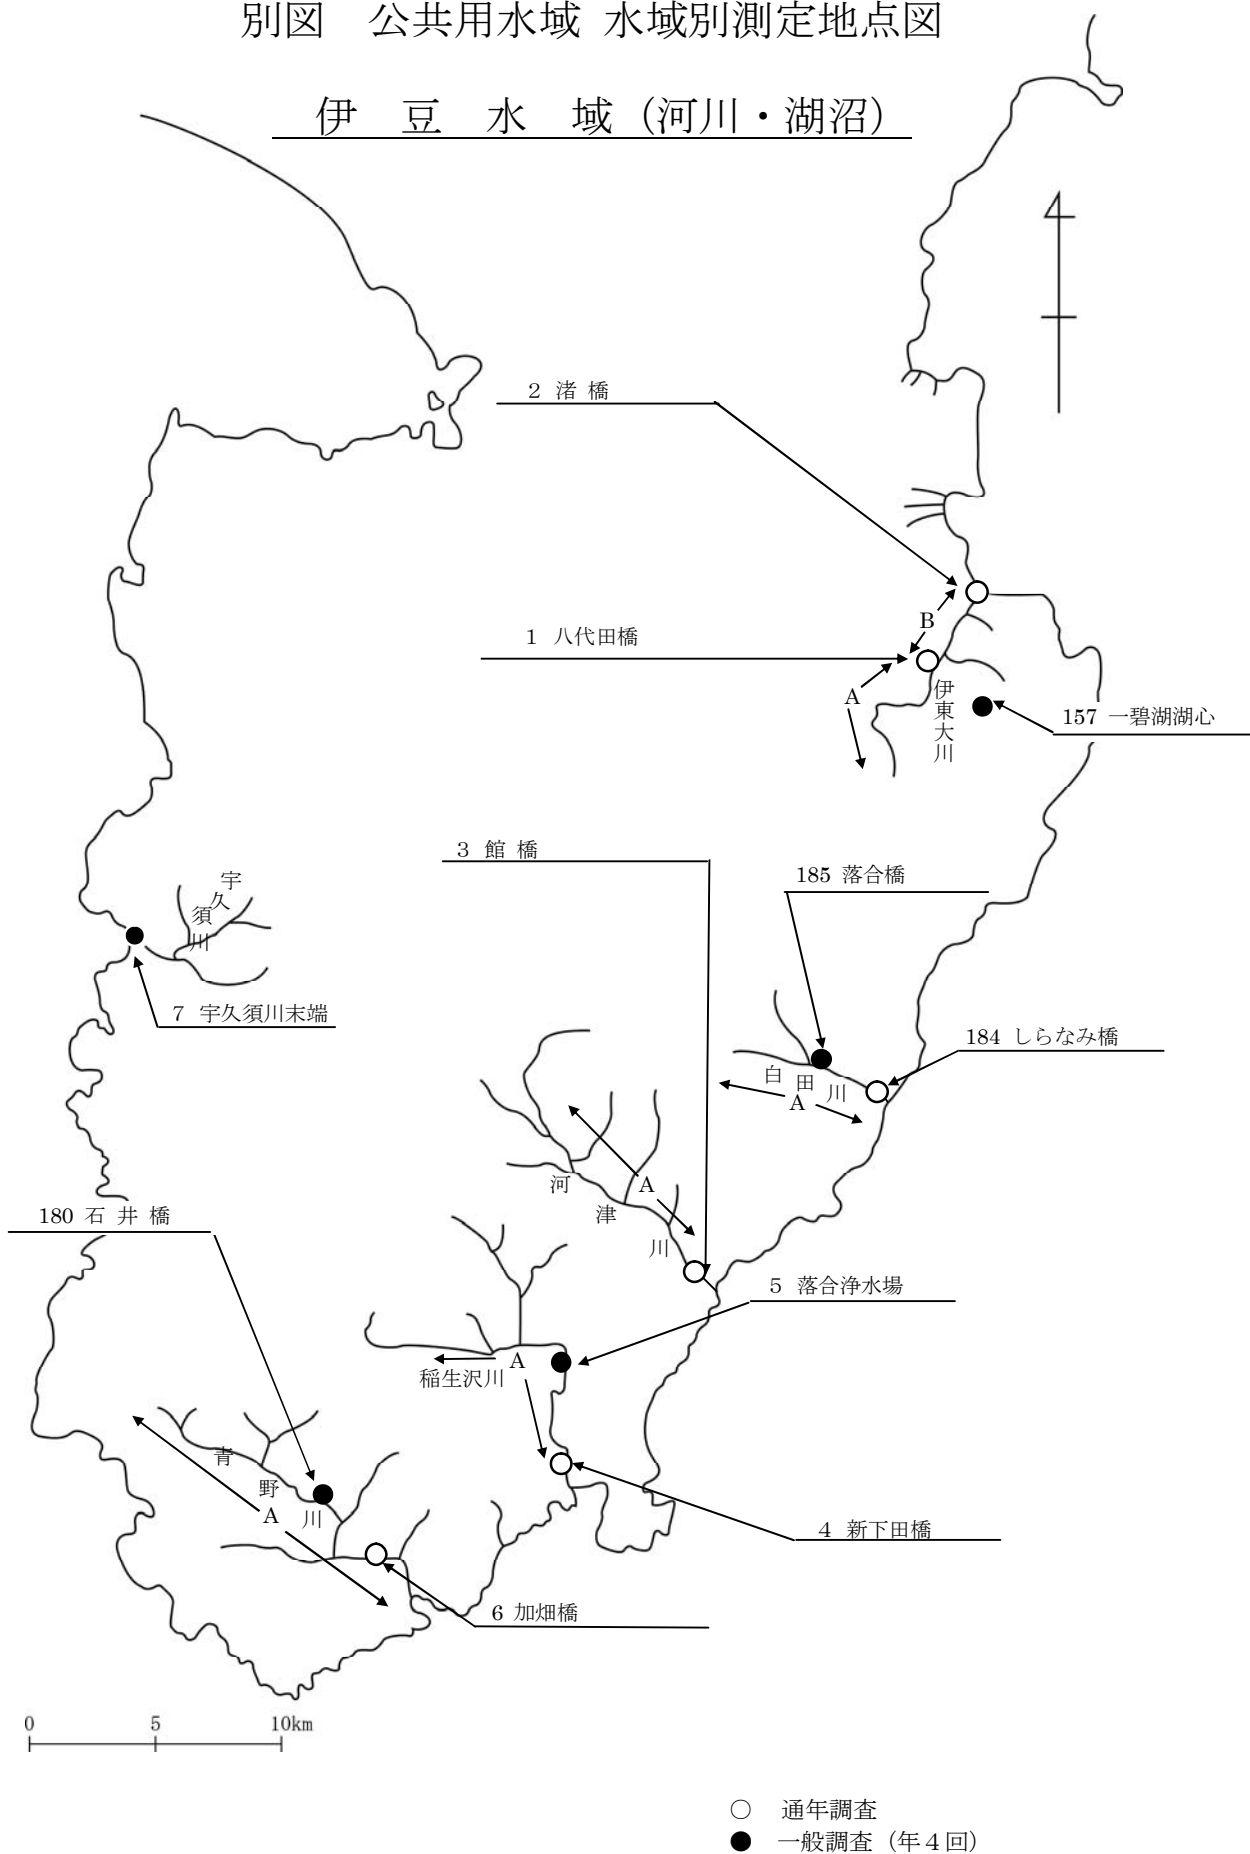 別図　公共用水域 水域別測定地点図
伊　豆　水　域（河川・湖沼）
2 渚 橋
B
1 八代田橋
A
伊東大川
157 一碧湖湖心
3 館 橋
185 落合橋
宇久須川
7 宇久須川末端
184 しらなみ橋
白田川
A
河津川
A
180 石 井 橋
5 落合浄水場
A
稲生沢川
青野川
A
4 新下田橋
6 加畑橋
0 5 10km
○ 通年調査
● 一般調査（年４回）